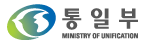 통일부
MINISTRY OF UNIFICATION